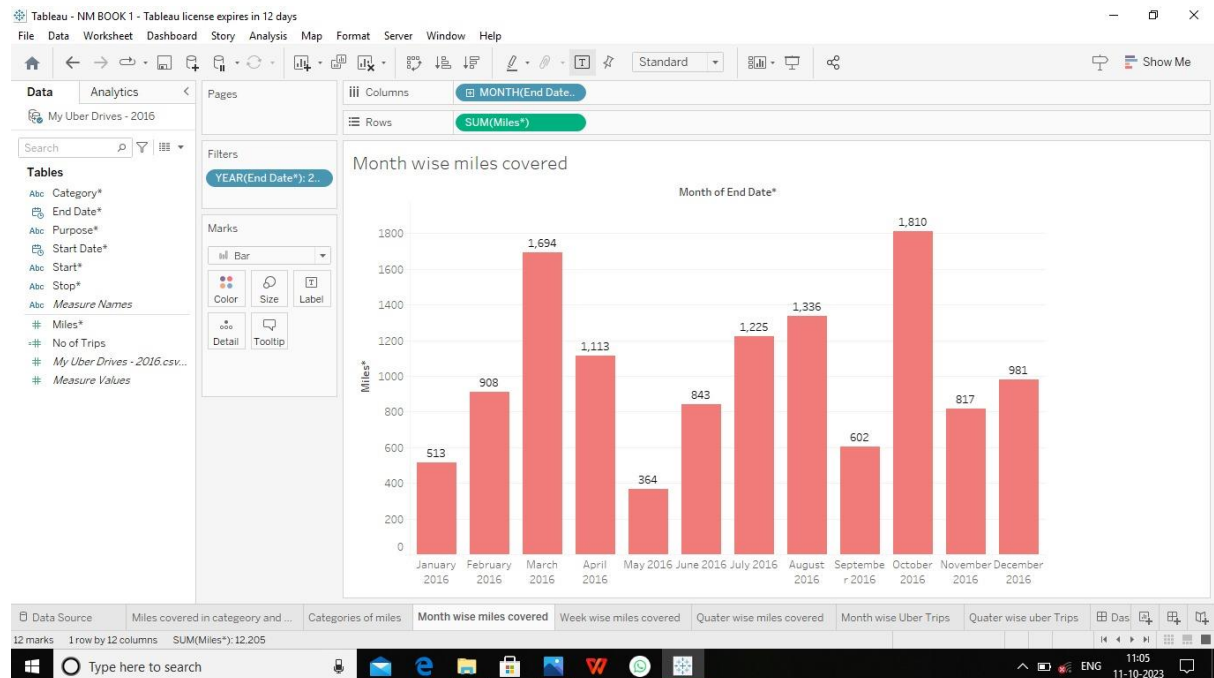 Tableau - NM BOOK 1 - Tableau license expires in 12 days
File Data Worksheet Dashboard Story Analysis Map Format Server Window Help
Standard
Show Me
Data Analytics
My Uber Drives - 2016
Search
Tables
Abc Category*
End Date*
Abc Purpose*
Start Date*
Abc Start*
Abc Stop*
Abc Measure Names
# Miles*
=# No of Trips
# My Uber Drives - 2016.csv...
# Measure Values
Pages
Filters
YEAR(End Date*): 2..
Marks
Bar
Color Size Label
Detail Tooltip
iii Columns MONTH(End Date..
Rows SUM(Miles*)
Month wise miles covered
Month of End Date*
Miles*
1800
1600
1400
1200
1000
800
600
400
200
0
513
908
1,694
1,113
364
843
1,225
1,336
602
1,810
817
981
January 2016
February 2016
March 2016
April 2016
May 2016
June 2016
July 2016
August 2016
Septembe
r 2016
October 2016
November 2016
December 2016
Data Source Miles covered in categeory and ... Categories of miles Month wise miles covered Week wise miles covered Quater wise miles covered Month wise Uber Trips Quater wise uber Trips Das
12 marks 1 row by 12 columns SUM(Miles*): 12,205
Type here to search
W
ENG
11:05
11-10-2023